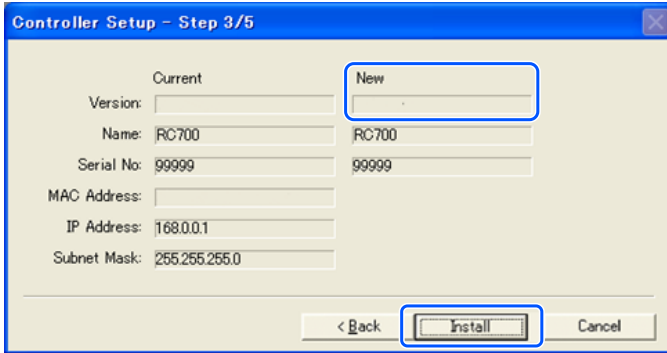 Controller Setup - Step 3/5
Current New
Version:
Name: RC700 RC700
Serial No: 99999 99999
MAC Address:
IP Address: 168.0.0.1
Subnet Mask: 255.255.255.0
< Back Install Cancel